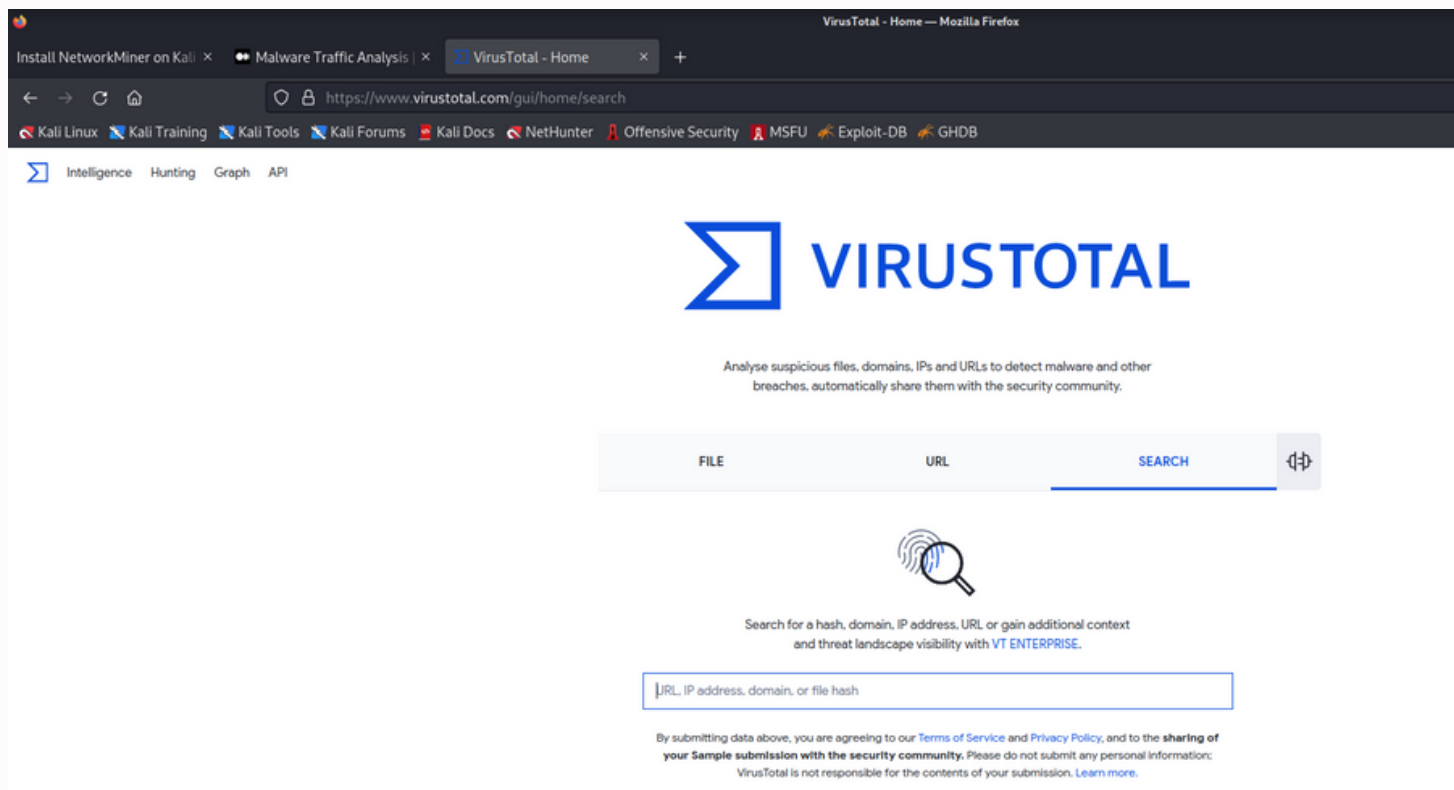 VirusTotal - Home — Mozilla Firefox
Install NetworkMiner on Kali
Malware Traffic Analysis |
VirusTotal - Home
https://www.virustotal.com/gui/home/search
Kali Linux Kali Training Kali Tools Kali Forums Kali Docs NetHunter Offensive Security MSFU Exploit-DB GHDB
Intelligence Hunting Graph API
VIRUSTOTAL
Analyse suspicious files, domains, IPs and URLs to detect malware and other
breaches, automatically share them with the security community.
FILE URL SEARCH
Search for a hash, domain, IP address, URL or gain additional context
and threat landscape visibility with VT ENTERPRISE.
URL, IP address, domain, or file hash
By submitting data above, you are agreeing to our Terms of Service and Privacy Policy, and to the sharing of
your Sample submission with the security community. Please do not submit any personal information;
VirusTotal is not responsible for the contents of your submission. Learn more.